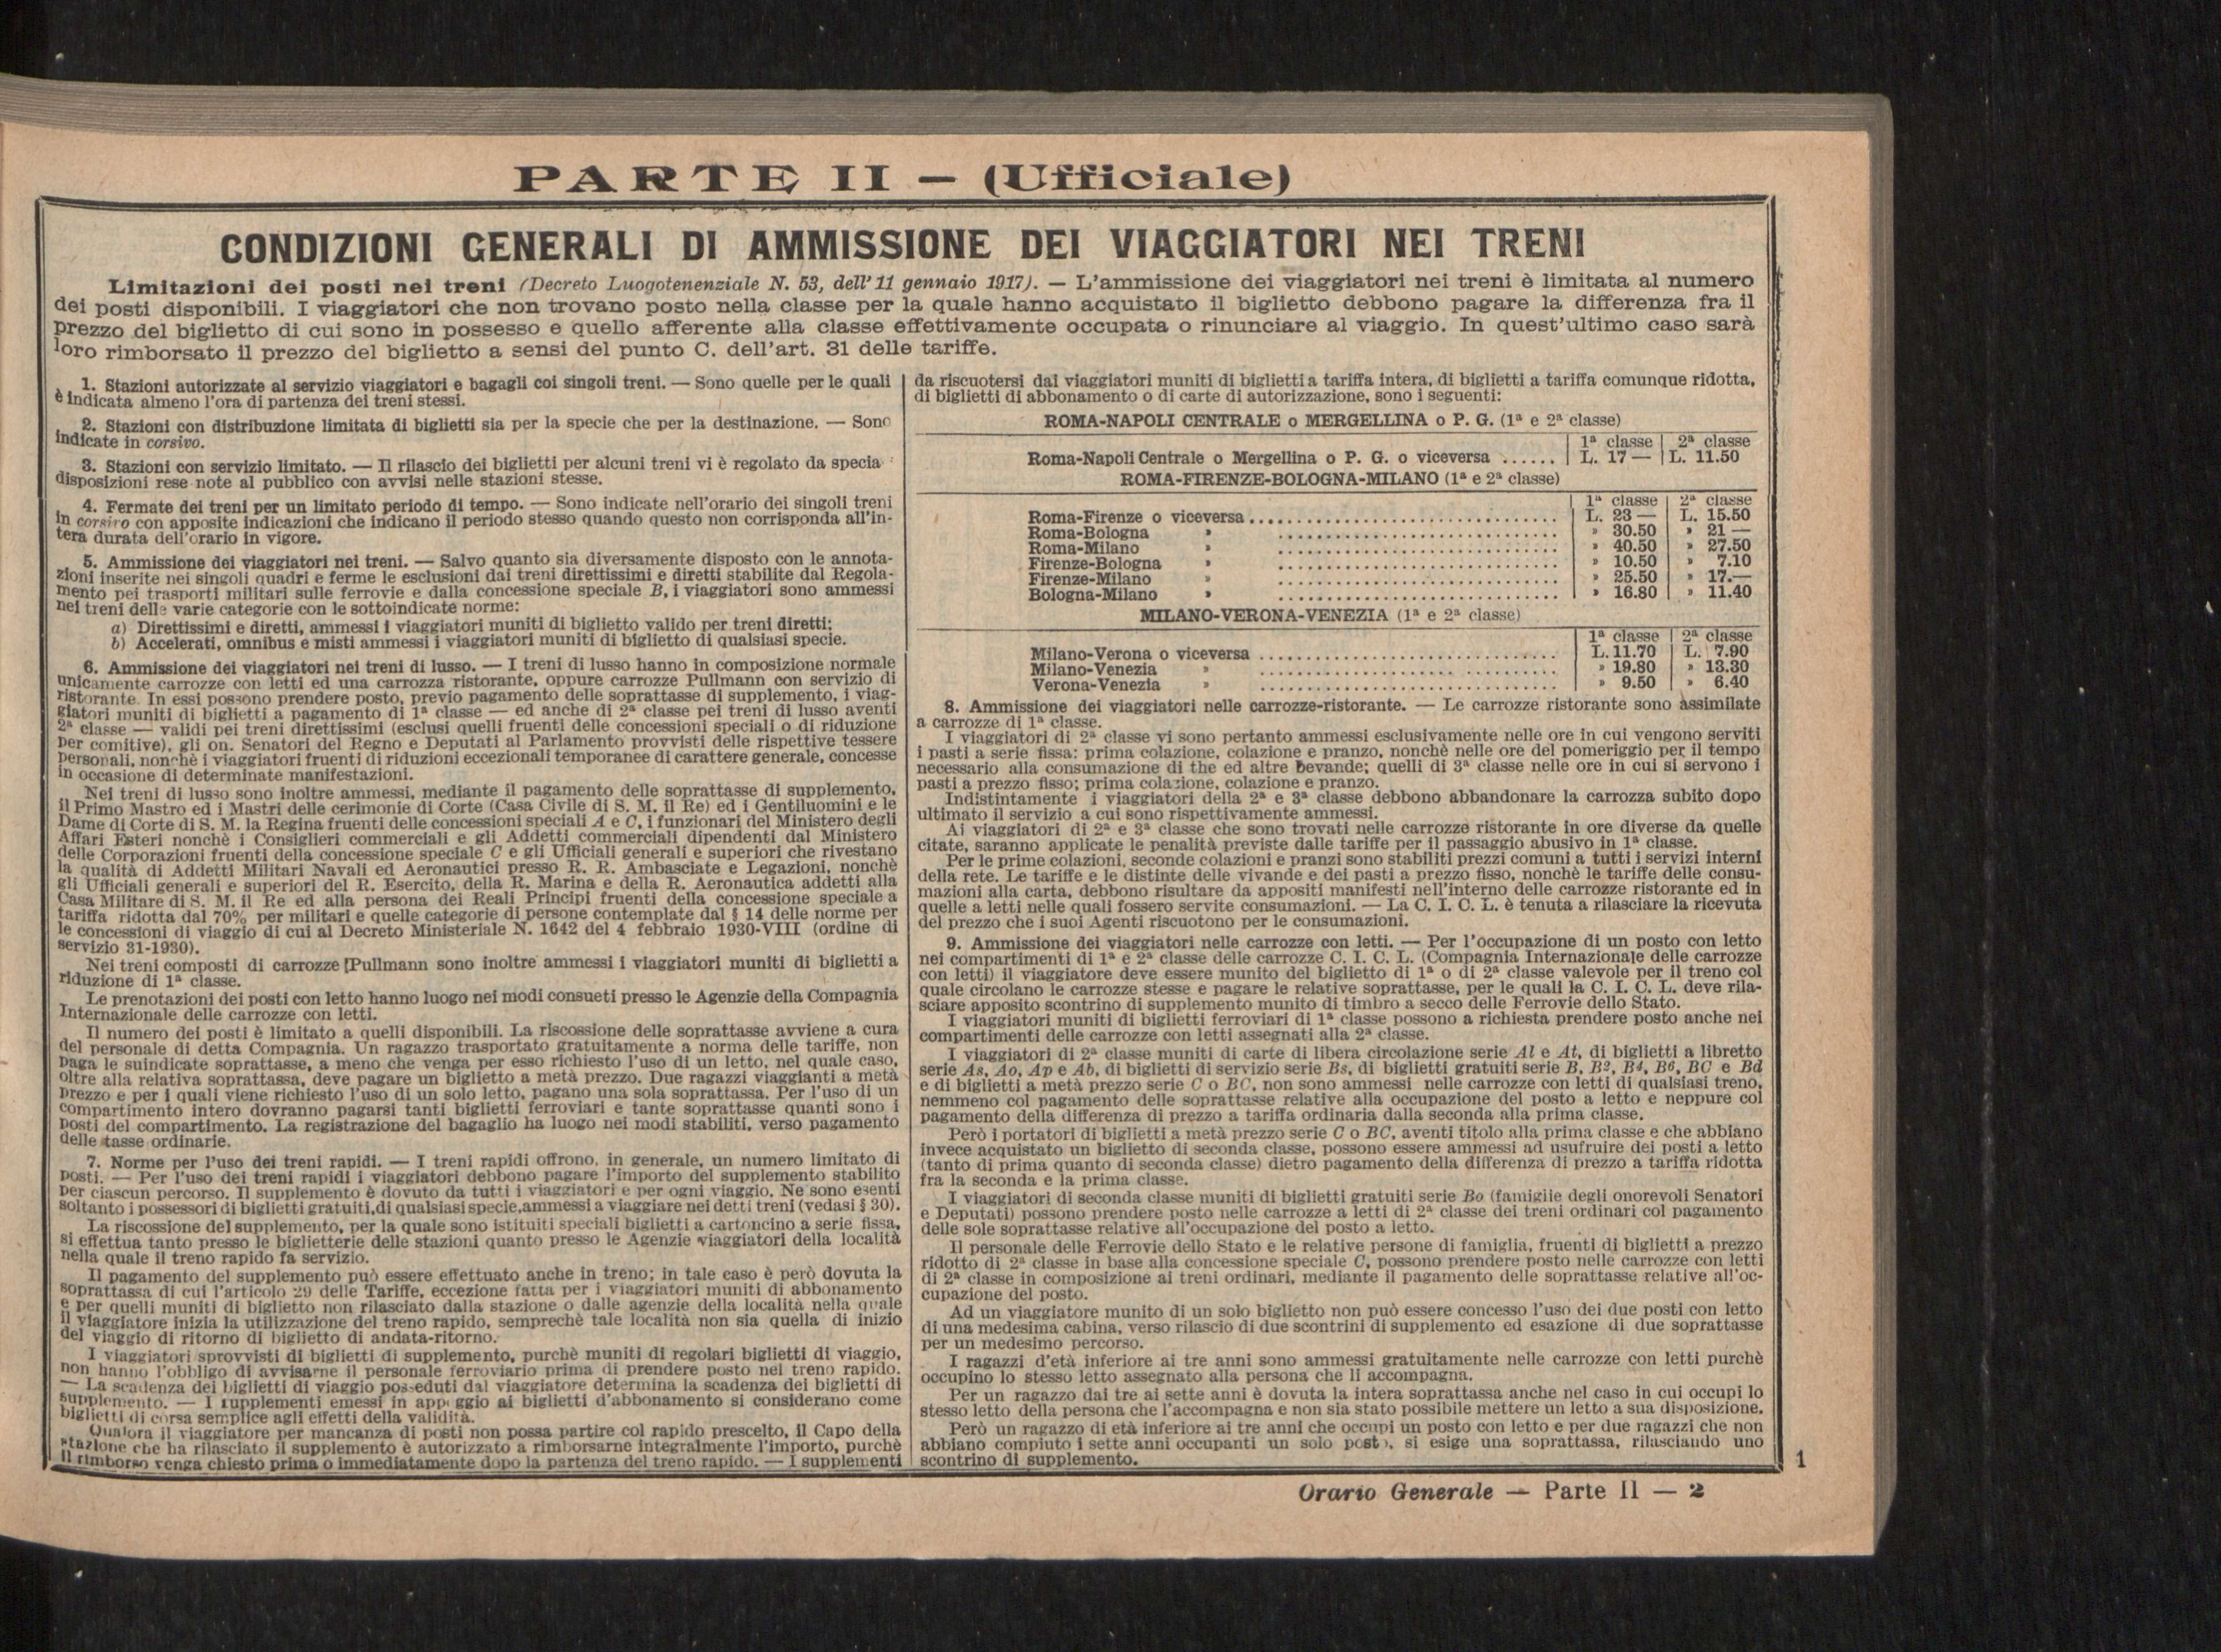 PARTE II — (Ufficiale)
CONDIZIONI GENERALI DI AMMISSIONE DEI VIAGGIATORI NEI TRENI
Limitazioni dei posti nei treni (Decreto Luogotenenziale N. 53, dell'11 gennaio 1917). — L'ammissione dei viaggiatori nei treni è limitata al numero
dei posti disponibili. I viaggiatori che non trovano posto nella classe per la quale hanno acquistato il biglietto debbono pagare la differenza fra il
prezzo del biglietto di cui sono in possesso e quello afferente alla classe effettivamente occupata o rinunciare al viaggio. In quest'ultimo caso sarà
loro rimborsato il prezzo del biglietto a sensi del punto C. dell'art. 31 delle tariffe.
1. Stazioni autorizzate al servizio viaggiatori e bagagli coi singoli treni. — Sono quelle per le quali
è indicata almeno l'ora di partenza dei treni stessi.
2. Stazioni con distribuzione limitata di biglietti sia per la specie che per la destinazione. — Sono
indicate in corsivo.
3. Stazioni con servizio limitato. — Il rilascio dei biglietti per alcuni treni vi è regolato da specia
disposizioni rese note al pubblico con avvisi nelle stazioni stesse.
4. Fermate dei treni per un limitato periodo di tempo. — Sono indicate nell'orario dei singoli treni
in corsivo con apposite indicazioni che indicano il periodo stesso quando questo non corrisponda all'in-
tera durata dell'orario in vigore.
5. Ammissione dei viaggiatori nei treni. — Salvo quanto sia diversamente disposto con le annota-
zioni inserite nei singoli quadri e ferme le esclusioni dai treni direttissimi e diretti stabilite dal Regola-
mento pei trasporti militari sulle ferrovie e dalla concessione speciale B, i viaggiatori sono ammessi
nei treni delle varie categorie con le sottoindicate norme:
a) Direttissimi e diretti, ammessi i viaggiatori muniti di biglietto valido per treni diretti;
b) Accelerati, omnibus e misti ammessi i viaggiatori muniti di biglietto di qualsiasi specie.
6. Ammissione dei viaggiatori nei treni di lusso. — I treni di lusso hanno in composizione normale
unicamente carrozze con letti ed una carrozza ristorante, oppure carrozze Pullmann con servizio di
ristorante. In essi possono prendere posto, previo pagamento delle soprattasse di supplemento, i viag-
giatori muniti di biglietti a pagamento di 1ª classe — ed anche di 2ª classe pei treni di lusso aventi
2ª classe — validi pei treni direttissimi (esclusi quelli fruenti delle concessioni speciali o di riduzione
per comitive), gli on. Senatori del Regno e Deputati al Parlamento provvisti delle rispettive tessere
personali, nonchè i viaggiatori fruenti di riduzioni eccezionali temporanee di carattere generale, concesse
in occasione di determinate manifestazioni.
Nei treni di lusso sono inoltre ammessi, mediante il pagamento delle soprattasse di supplemento,
il Primo Mastro ed i Mastri delle cerimonie di Corte (Casa Civile di S. M. il Re) ed i Gentiluomini e le
Dame di Corte di S. M. la Regina fruenti delle concessioni speciali A e C, i funzionari del Ministero degli
Affari Esteri nonchè i Consiglieri commerciali e gli Addetti commerciali dipendenti dal Ministero
delle Corporazioni fruenti della concessione speciale C e gli Ufficiali generali e superiori che rivestano
la qualità di Addetti Militari Navali ed Aeronautici presso R. R. Ambasciate e Legazioni, nonchè
gli Ufficiali generali e superiori del R. Esercito, della R. Marina e della R. Aeronautica addetti alla
Casa Militare di S. M. il Re ed alla persona dei Reali Principi fruenti della concessione speciale a
tariffa ridotta dal 70% per militari e quelle categorie di persone contemplate dal § 14 delle norme per
le concessioni di viaggio di cui al Decreto Ministeriale N. 1642 del 4 febbraio 1930-VIII (ordine di
servizio 31-1930).
Nei treni composti di carrozze Pullmann sono inoltre ammessi i viaggiatori muniti di biglietti a
riduzione di 1ª classe.
Le prenotazioni dei posti con letto hanno luogo nei modi consueti presso le Agenzie della Compagnia
Internazionale delle carrozze con letti.
Il numero dei posti è limitato a quelli disponibili. La riscossione delle soprattasse avviene a cura
del personale di detta Compagnia. Un ragazzo trasportato gratuitamente a norma delle tariffe, non
paga le suindicate soprattasse, a meno che venga per esso richiesto l'uso di un letto, nel quale caso,
oltre alla relativa soprattassa, deve pagare un biglietto a metà prezzo. Due ragazzi viaggianti a metà
prezzo e per i quali viene richiesto l'uso di un solo letto, pagano una sola soprattassa. Per l'uso di un
compartimento intero dovranno pagarsi tanti biglietti ferroviari e tante soprattasse quanti sono i
posti del compartimento. La registrazione del bagaglio ha luogo nei modi stabiliti, verso pagamento
delle tasse ordinarie.
7. Norme per l'uso dei treni rapidi. — I treni rapidi offrono, in generale, un numero limitato di
posti. — Per l'uso dei treni rapidi i viaggiatori debbono pagare l'importo del supplemento stabilito
per ciascun percorso. Il supplemento è dovuto da tutti i viaggiatori e per ogni viaggio. Ne sono esenti
soltanto i possessori di biglietti gratuiti,di qualsiasi specie,ammessi a viaggiare nei detti treni (vedasi § 30).
La riscossione del supplemento, per la quale sono istituiti speciali biglietti a cartoncino a serie fissa,
si effettua tanto presso le biglietterie delle stazioni quanto presso le Agenzie viaggiatori della località
nella quale il treno rapido fa servizio.
Il pagamento del supplemento può essere effettuato anche in treno; in tale caso è però dovuta la
soprattassa di cui l'articolo 29 delle Tariffe, eccezione fatta per i viaggiatori muniti di abbonamento
e per quelli muniti di biglietto non rilasciato dalla stazione o dalle agenzie della località nella quale
il viaggiatore inizia la utilizzazione del treno rapido, semprechè tale località non sia quella di inizio
del viaggio di ritorno di biglietto di andata-ritorno.
I viaggiatori sprovvisti di biglietti di supplemento, purchè muniti di regolari biglietti di viaggio,
non hanno l'obbligo di avvisarne il personale ferroviario prima di prendere posto nel treno rapido.
— La scadenza dei biglietti di viaggio posseduti dal viaggiatore determina la scadenza dei biglietti di
supplemento. — I supplementi emessi in appoggio ai biglietti d'abbonamento si considerano come
biglietti di corsa semplice agli effetti della validità.
Qualora il viaggiatore per mancanza di posti non possa partire col rapido prescelto, il Capo della
stazione che ha rilasciato il supplemento è autorizzato a rimborsarne integralmente l'importo, purchè
il rimborso venga chiesto prima o immediatamente dopo la partenza del treno rapido. — I supplementi
da riscuotersi dai viaggiatori muniti di biglietti a tariffa intera, di biglietti a tariffa comunque ridotta,
di biglietti di abbonamento o di carte di autorizzazione, sono i seguenti:
ROMA-NAPOLI CENTRALE o MERGELLINA o P. G. (1ª e 2ª classe)
1ª classe 2ª classe
Roma-Napoli Centrale o Mergellina o P. G. o viceversa ...... L. 17 — L. 11.50
ROMA-FIRENZE-BOLOGNA-MILANO (1ª e 2ª classe)
1ª classe 2ª classe
Roma-Firenze o viceversa ................................ L. 23 — L. 15.50
Roma-Bologna » ............................. » 30.50 » 21 —
Roma-Milano » ............................. » 40.50 » 27.50
Firenze-Bologna » ............................. » 10.50 » 7.10
Firenze-Milano » ............................. » 25.50 » 17.—
Bologna-Milano » ............................. » 16.80 » 11.40
MILANO-VERONA-VENEZIA (1ª e 2ª classe)
1ª classe 2ª classe
Milano-Verona o viceversa ............................... L. 11.70 L. 7.90
Milano-Venezia » ............................... » 19.80 » 13.30
Verona-Venezia » ............................... » 9.50 » 6.40
8. Ammissione dei viaggiatori nelle carrozze-ristorante. — Le carrozze ristorante sono assimilate
a carrozze di 1ª classe.
I viaggiatori di 2ª classe vi sono pertanto ammessi esclusivamente nelle ore in cui vengono serviti
i pasti a serie fissa: prima colazione, colazione e pranzo, nonchè nelle ore del pomeriggio per il tempo
necessario alla consumazione di the ed altre bevande; quelli di 3ª classe nelle ore in cui si servono i
pasti a prezzo fisso; prima colazione, colazione e pranzo.
Indistintamente i viaggiatori della 2ª e 3ª classe debbono abbandonare la carrozza subito dopo
ultimato il servizio a cui sono rispettivamente ammessi.
Ai viaggiatori di 2ª e 3ª classe che sono trovati nelle carrozze ristorante in ore diverse da quelle
citate, saranno applicate le penalità previste dalle tariffe per il passaggio abusivo in 1ª classe.
Per le prime colazioni, seconde colazioni e pranzi sono stabiliti prezzi comuni a tutti i servizi interni
della rete. Le tariffe e le distinte delle vivande e dei pasti a prezzo fisso, nonchè le tariffe delle consu-
mazioni alla carta, debbono risultare da appositi manifesti nell'interno delle carrozze ristorante ed in
quelle a letti nelle quali fossero servite consumazioni. — La C. I. C. L. è tenuta a rilasciare la ricevuta
del prezzo che i suoi Agenti riscuotono per le consumazioni.
9. Ammissione dei viaggiatori nelle carrozze con letti. — Per l'occupazione di un posto con letto
nei compartimenti di 1ª e 2ª classe delle carrozze C. I. C. L. (Compagnia Internazionale delle carrozze
con letti) il viaggiatore deve essere munito del biglietto di 1ª o di 2ª classe valevole per il treno col
quale circolano le carrozze stesse e pagare le relative soprattasse, per le quali la C. I. C. L. deve rila-
sciare apposito scontrino di supplemento munito di timbro a secco delle Ferrovie dello Stato.
I viaggiatori muniti di biglietti ferroviari di 1ª classe possono a richiesta prendere posto anche nei
compartimenti delle carrozze con letti assegnati alla 2ª classe.
I viaggiatori di 2ª classe muniti di carte di libera circolazione serie Al e At, di biglietti a libretto
serie As, Ao, Ap e Ab, di biglietti di servizio serie Bs, di biglietti gratuiti serie B, B2, B4, B6, BC e Bd
e di biglietti a metà prezzo serie C o BC, non sono ammessi nelle carrozze con letti di qualsiasi treno,
nemmeno col pagamento delle soprattasse relative alla occupazione del posto a letto e neppure col
pagamento della differenza di prezzo a tariffa ordinaria dalla seconda alla prima classe.
Però i portatori di biglietti a metà prezzo serie C o BC, aventi titolo alla prima classe e che abbiano
invece acquistato un biglietto di seconda classe, possono essere ammessi ad usufruire dei posti a letto
(tanto di prima quanto di seconda classe) dietro pagamento della differenza di prezzo a tariffa ridotta
fra la seconda e la prima classe.
I viaggiatori di seconda classe muniti di biglietti gratuiti serie Bo (famiglie degli onorevoli Senatori
e Deputati) possono prendere posto nelle carrozze a letti di 2ª classe dei treni ordinari col pagamento
delle sole soprattasse relative all'occupazione del posto a letto.
Il personale delle Ferrovie dello Stato e le relative persone di famiglia, fruenti di biglietti a prezzo
ridotto di 2ª classe in base alla concessione speciale C, possono prendere posto nelle carrozze con letti
di 2ª classe in composizione ai treni ordinari, mediante il pagamento delle soprattasse relative all'oc-
cupazione del posto.
Ad un viaggiatore munito di un solo biglietto non può essere concesso l'uso dei due posti con letto
di una medesima cabina, verso rilascio di due scontrini di supplemento ed esazione di due soprattasse
per un medesimo percorso.
I ragazzi d'età inferiore ai tre anni sono ammessi gratuitamente nelle carrozze con letti purchè
occupino lo stesso letto assegnato alla persona che li accompagna.
Per un ragazzo dai tre ai sette anni è dovuta la intera soprattassa anche nel caso in cui occupi lo
stesso letto della persona che l'accompagna e non sia stato possibile mettere un letto a sua disposizione.
Però un ragazzo di età inferiore ai tre anni che occupi un posto con letto e per due ragazzi che non
abbiano compiuto i sette anni occupanti un solo posto, si esige una soprattassa, rilasciando uno
scontrino di supplemento.
1
Orario Generale — Parte II — 2